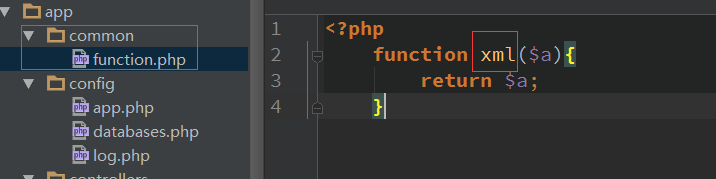 app
common
function.php
config
app.php
databases.php
log.php
controllers
1 <?php
2 function xml($a){
3 return $a;
4 }